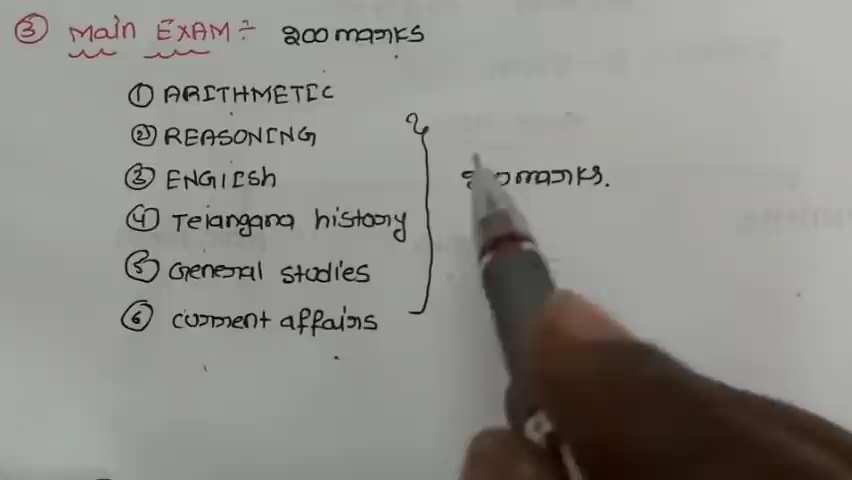 ③ Main EXAM÷ 200 marks
① ARITHMETIC
② REASONING
③ ENGlISh
④ Telangana history
⑤ General studies
⑥ current affairs
200 marks.